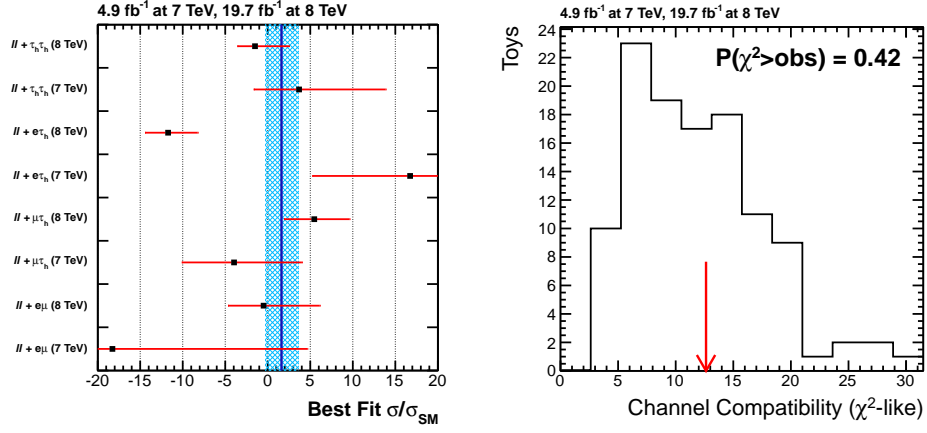 4.9 fb⁻¹ at 7 TeV, 19.7 fb⁻¹ at 8 TeV
ll + τₕτₕ (8 TeV)
ll + τₕτₕ (7 TeV)
ll + eτₕ (8 TeV)
ll + eτₕ (7 TeV)
ll + μτₕ (8 TeV)
ll + μτₕ (7 TeV)
ll + eμ (8 TeV)
ll + eμ (7 TeV)
-20 -15 -10 -5 0 5 10 15 20
Best Fit σ/σ_SM
4.9 fb⁻¹ at 7 TeV, 19.7 fb⁻¹ at 8 TeV
Toys
24
22
20
18
16
14
12
10
8
6
4
2
0
P(χ²>obs) = 0.42
0 5 10 15 20 25 30
Channel Compatibility (χ²-like)